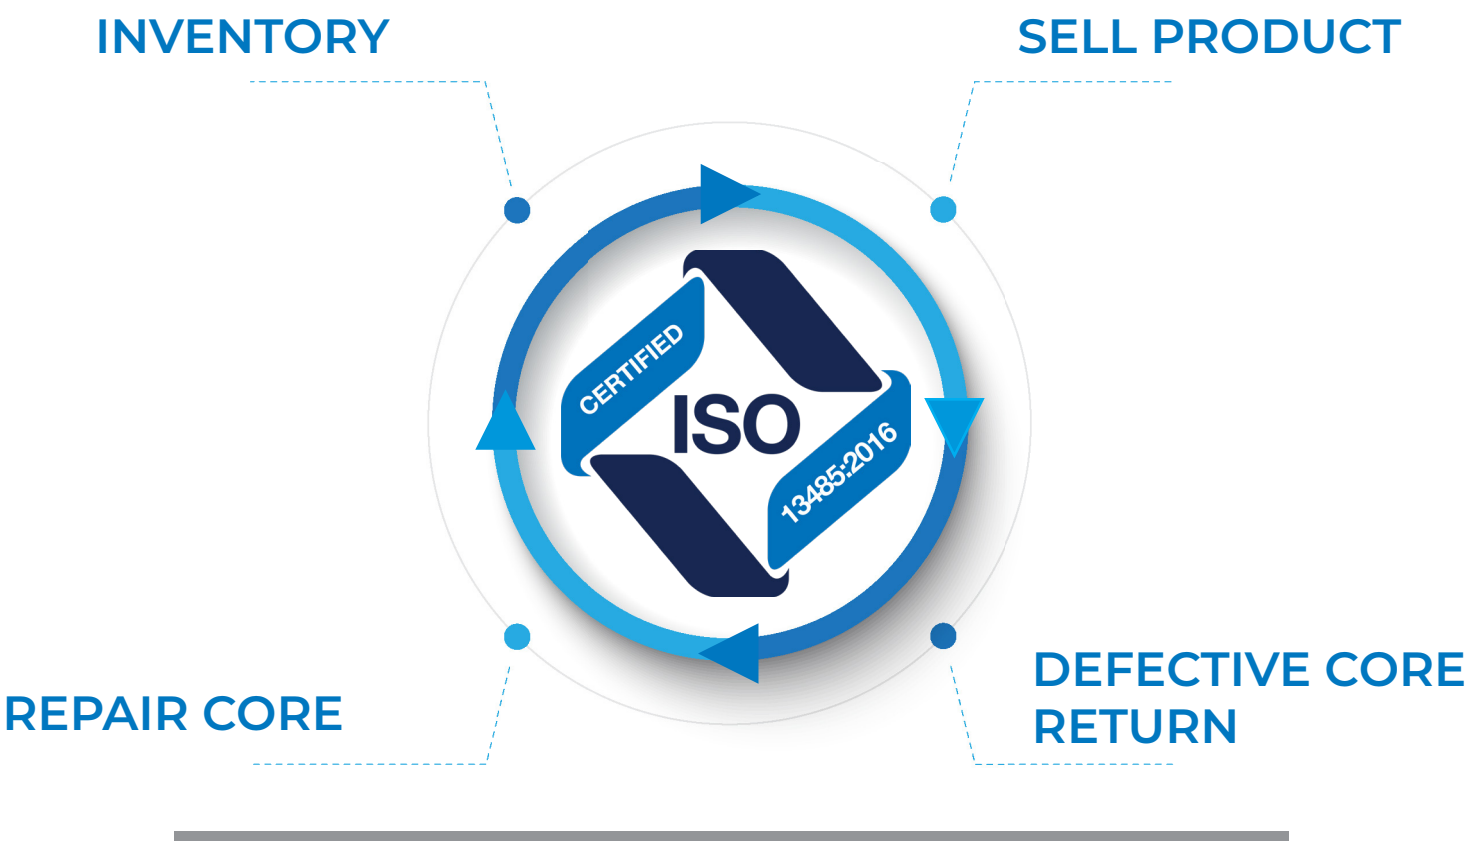 INVENTORY
SELL PRODUCT
CERTIFIED
ISO
13485:2016
REPAIR CORE
DEFECTIVE CORE
RETURN